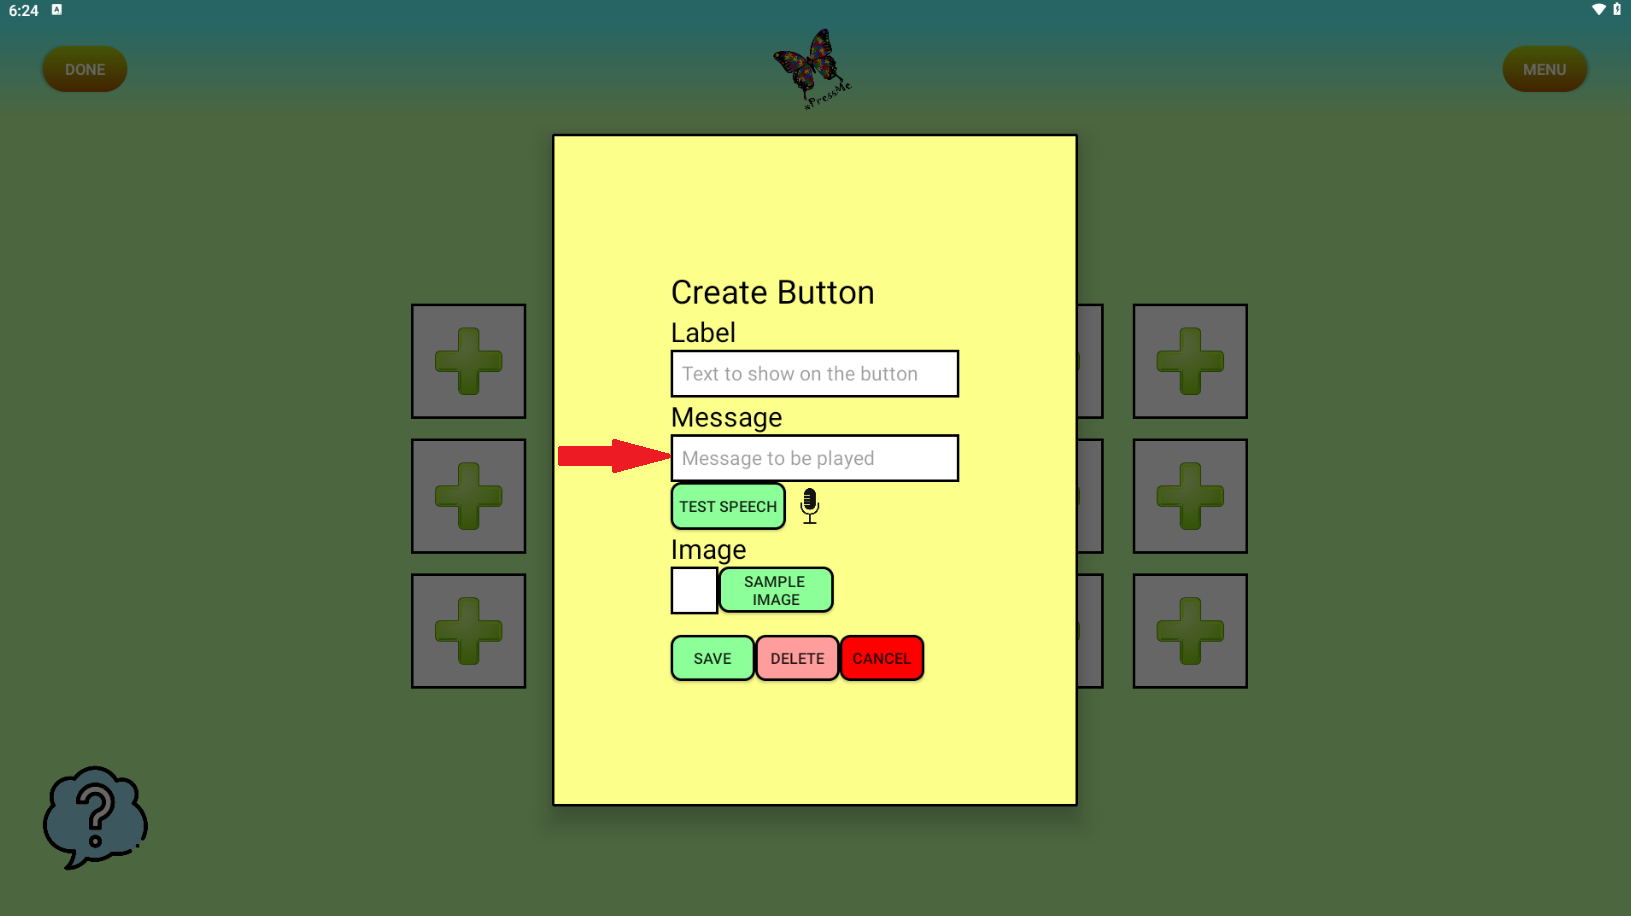 6:24 A
DONE
xPressMe
MENU
Create Button
Label
Text to show on the button
Message
Message to be played
TEST SPEECH
Image
SAMPLE
IMAGE
SAVE DELETE CANCEL
?